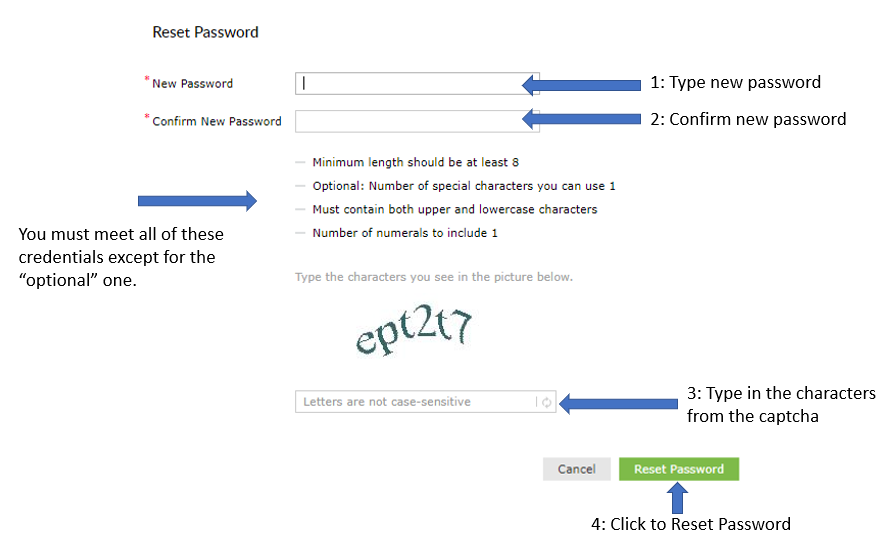 Reset Password
* New Password
1: Type new password
* Confirm New Password
2: Confirm new password
— Minimum length should be at least 8
— Optional: Number of special characters you can use 1
— Must contain both upper and lowercase characters
— Number of numerals to include 1
You must meet all of these
credentials except for the
“optional” one.
Type the characters you see in the picture below.
ept2t7
Letters are not case-sensitive
3: Type in the characters
from the captcha
Cancel
Reset Password
4: Click to Reset Password